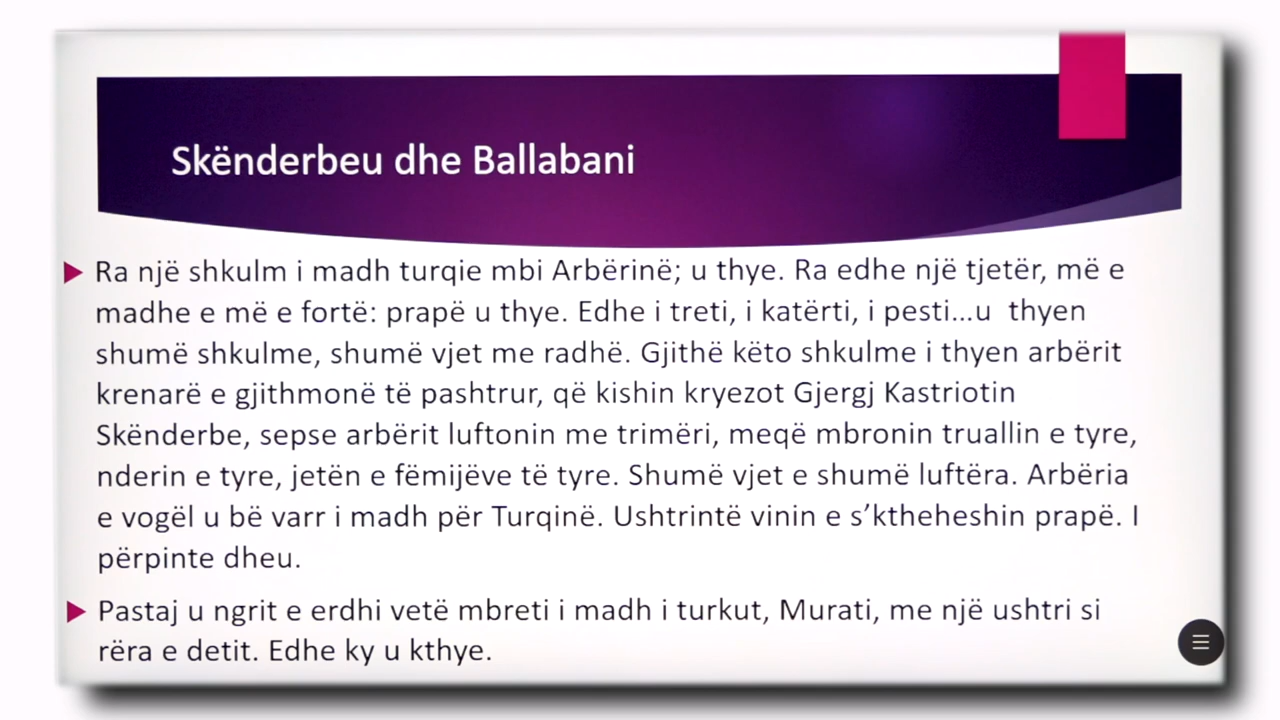 Skënderbeu dhe Ballabani
Ra një shkulm i madh turqie mbi Arbërinë; u thye. Ra edhe një tjetër, më e
madhe e më e fortë: prapë u thye. Edhe i treti, i katërti, i pesti...u thyen
shumë shkulme, shumë vjet me radhë. Gjithë këto shkulme i thyen arbërit
krenarë e gjithmonë të pashtrur, që kishin kryezot Gjergj Kastriotin
Skënderbe, sepse arbërit luftonin me trimëri, meqë mbronin truallin e tyre,
nderin e tyre, jetën e fëmijëve të tyre. Shumë vjet e shumë luftëra. Arbëria
e vogël u bë varr i madh për Turqinë. Ushtrintë vinin e s’ktheheshin prapë. I
përpinte dheu.
Pastaj u ngrit e erdhi vetë mbreti i madh i turkut, Murati, me një ushtri si
rëra e detit. Edhe ky u kthye.